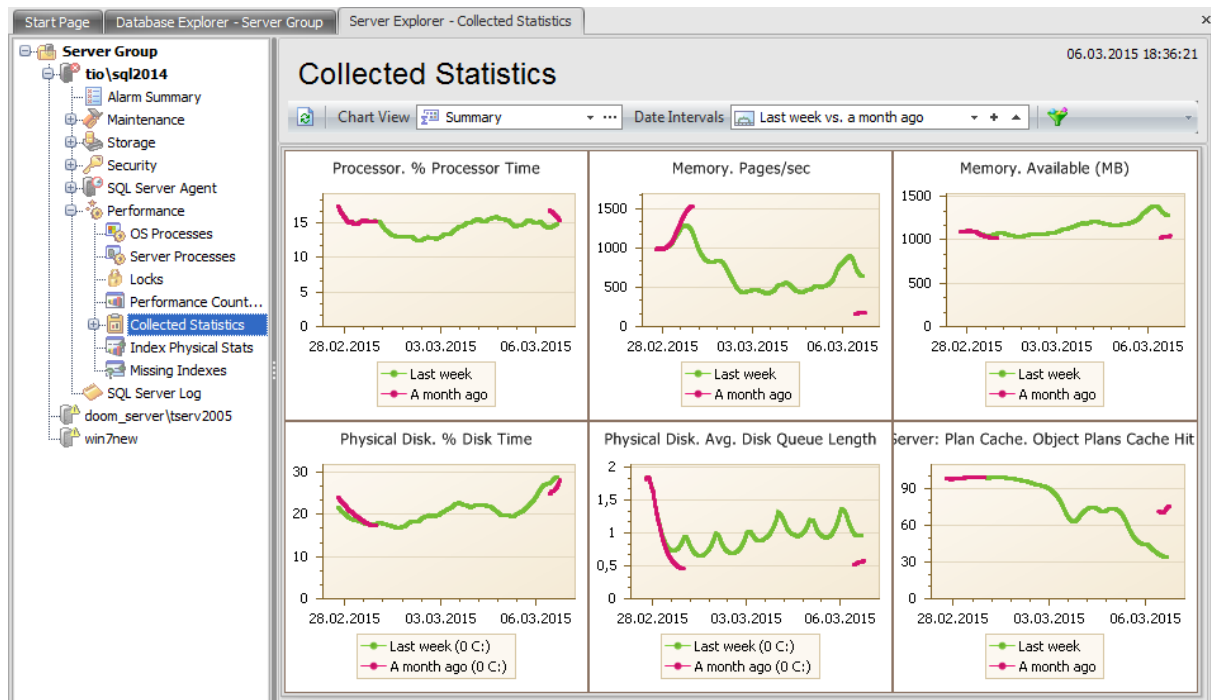 Start Page
Database Explorer - Server Group
Server Explorer - Collected Statistics
Server Group
tio\sql2014
Alarm Summary
Maintenance
Storage
Security
SQL Server Agent
Performance
OS Processes
Server Processes
Locks
Performance Count...
Collected Statistics
Index Physical Stats
Missing Indexes
SQL Server Log
doom_server\tserv2005
win7new
06.03.2015 18:36:21
Collected Statistics
Chart View Summary Date Intervals Last week vs. a month ago
Processor. % Processor Time
15
10
5
0
28.02.2015 03.03.2015 06.03.2015
Last week
A month ago
Memory. Pages/sec
1500
1000
500
0
28.02.2015 03.03.2015 06.03.2015
Last week
A month ago
Memory. Available (MB)
1500
1000
500
0
28.02.2015 03.03.2015 06.03.2015
Last week
A month ago
Physical Disk. % Disk Time
30
20
10
0
28.02.2015 03.03.2015 06.03.2015
Last week (0 C:)
A month ago (0 C:)
Physical Disk. Avg. Disk Queue Length
2
1,5
1
0,5
0
28.02.2015 03.03.2015 06.03.2015
Last week (0 C:)
A month ago (0 C:)
Server: Plan Cache. Object Plans Cache Hit
90
60
30
0
28.02.2015 03.03.2015 06.03.2015
Last week
A month ago